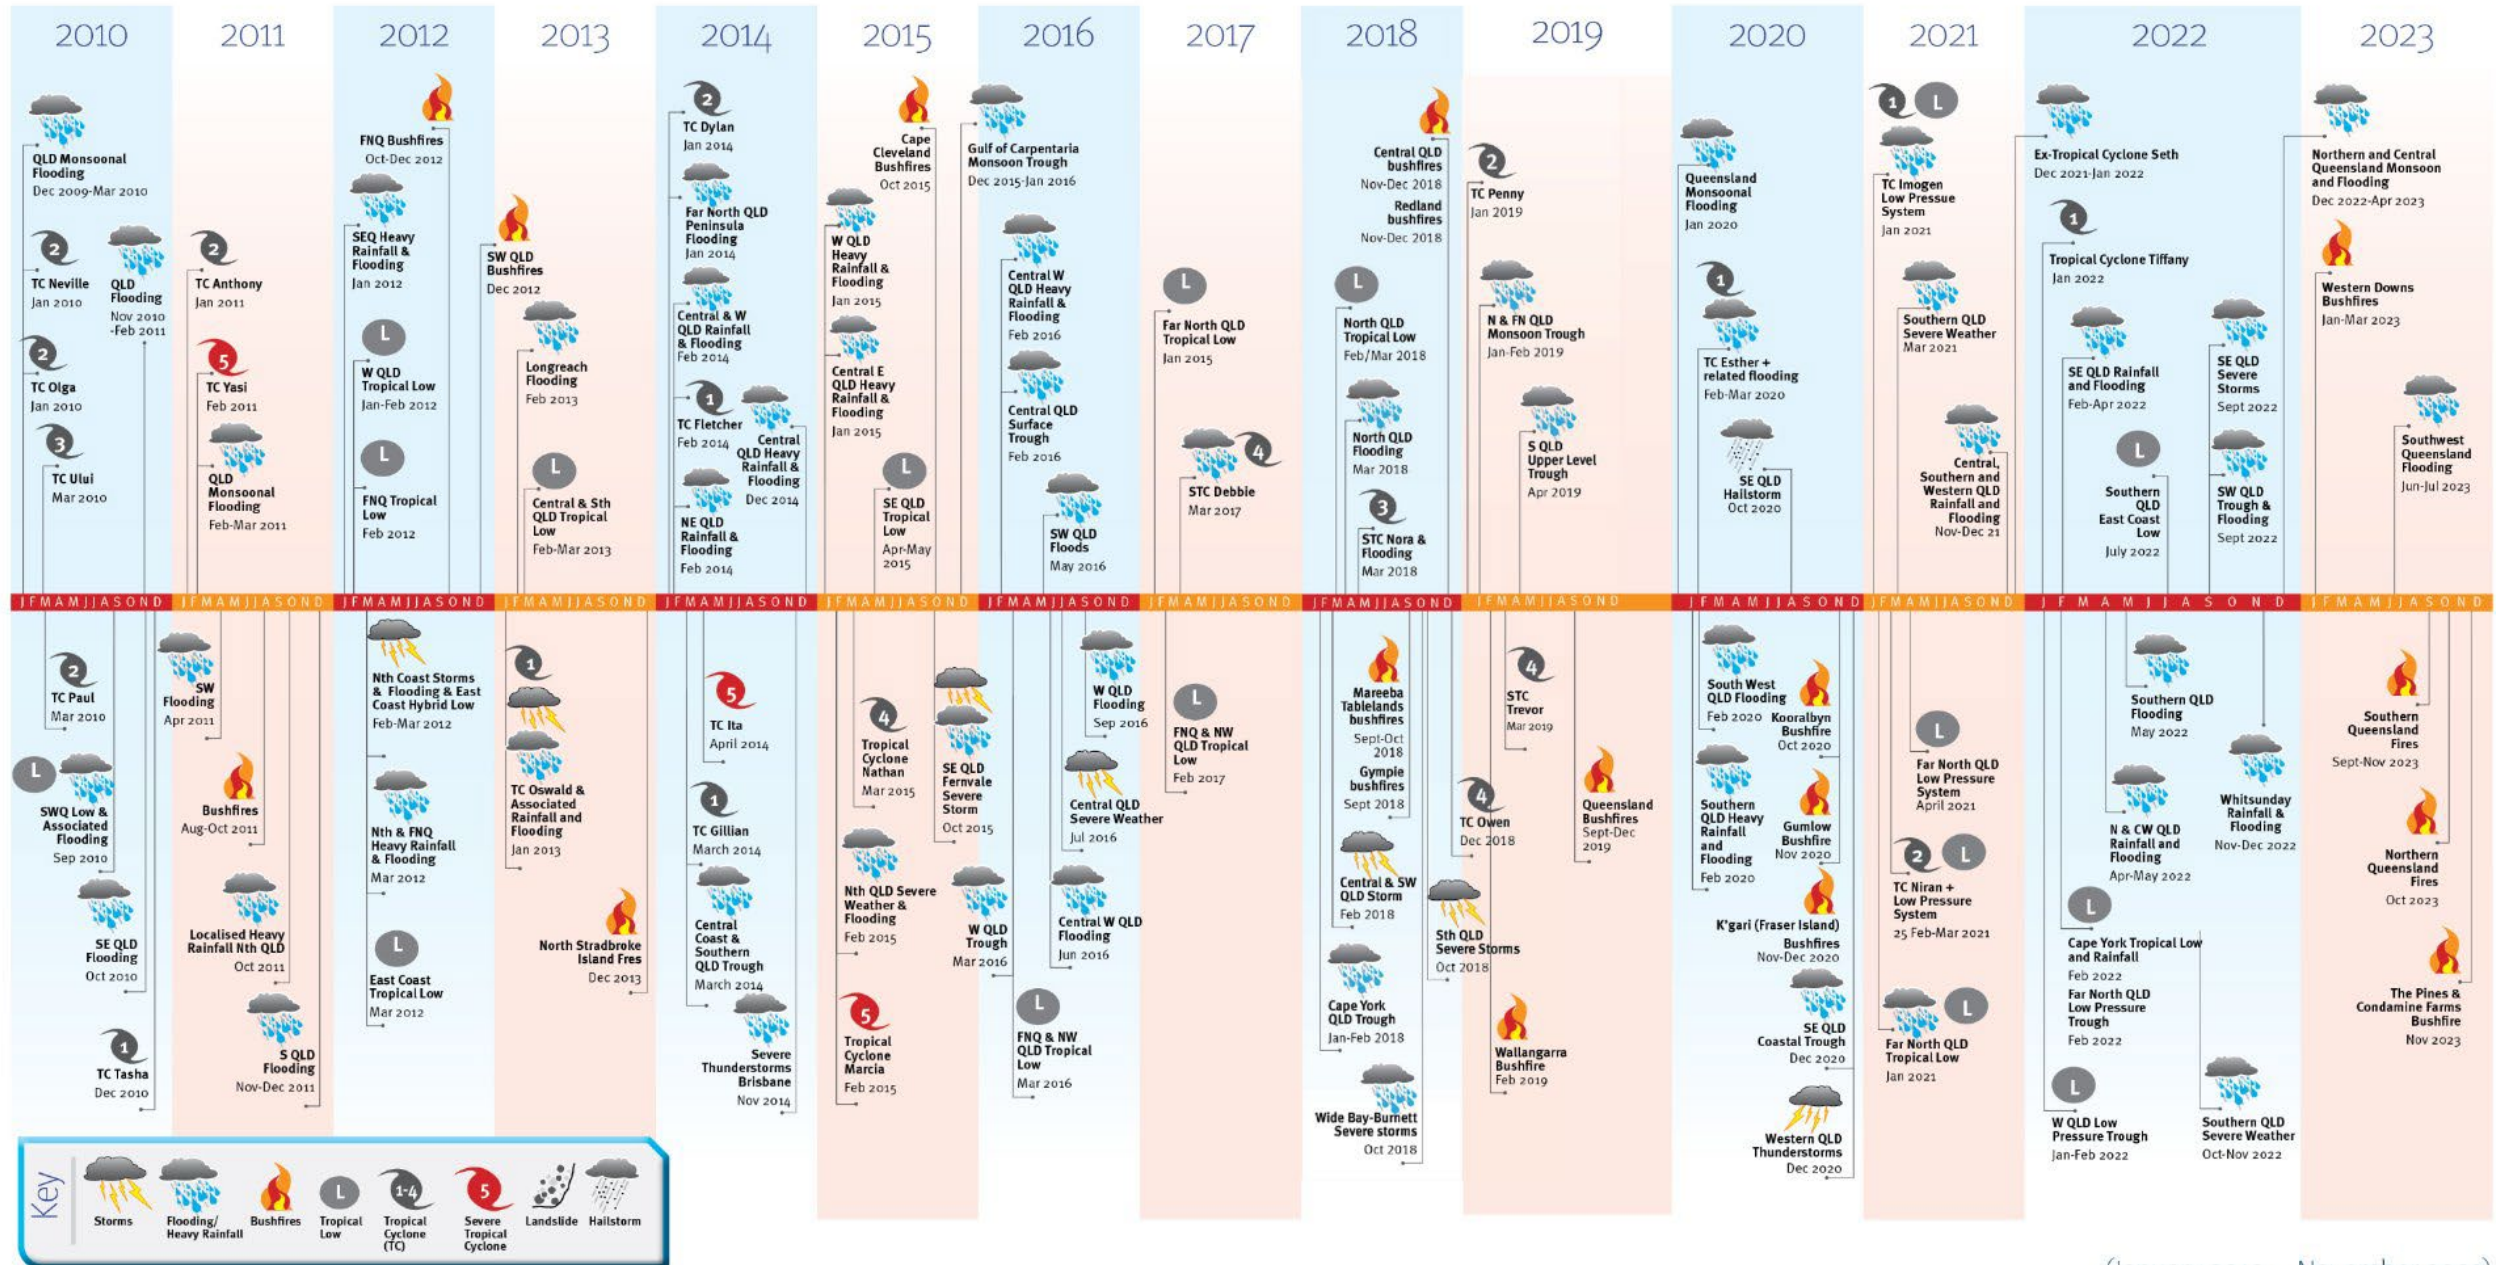 2010
2011
2012
2013
2014
2015
2016
2017
2018
2019
2020
2021
2022
2023
QLD Monsoonal
Flooding
Dec 2009-Mar 2010
2
TC Neville
Jan 2010
QLD
Flooding
Nov 2010
-Feb 2011
2
TC Olga
Jan 2010
3
TC Ului
Mar 2010
2
TC Anthony
Jan 2011
5
TC Yasi
Feb 2011
QLD
Monsoonal
Flooding
Feb-Mar 2011
FNQ Bushfires
Oct-Dec 2012
SEQ Heavy
Rainfall &
Flooding
Jan 2012
L
W QLD
Tropical Low
Jan-Feb 2012
L
FNQ Tropical
Low
Feb 2012
SW QLD
Bushfires
Dec 2012
Longreach
Flooding
Feb 2013
L
Central & Sth
QLD Tropical
Low
Feb-Mar 2013
2
TC Dylan
Jan 2014
Far North QLD
Peninsula
Flooding
Jan 2014
Central & W
QLD Rainfall
& Flooding
Feb 2014
1
TC Fletcher
Feb 2014
Central
QLD Heavy
Rainfall &
Flooding
Dec 2014
NE QLD
Rainfall &
Flooding
Feb 2014
Cape
Cleveland
Bushfires
Oct 2015
W QLD
Heavy
Rainfall &
Flooding
Jan 2015
Central E
QLD Heavy
Rainfall &
Flooding
Jan 2015
L
SE QLD
Tropical
Low
Apr-May
2015
Gulf of Carpentaria
Monsoon Trough
Dec 2015-Jan 2016
Central W
QLD Heavy
Rainfall &
Flooding
Feb 2016
Central QLD
Surface
Trough
Feb 2016
SW QLD
Floods
May 2016
L
Far North QLD
Tropical Low
Jan 2015
4
STC Debbie
Mar 2017
Central QLD
bushfires
Nov-Dec 2018
Redland
bushfires
Nov-Dec 2018
L
North QLD
Tropical Low
Feb/Mar 2018
North QLD
Flooding
Mar 2018
3
STC Nora &
Flooding
Mar 2018
2
TC Penny
Jan 2019
N & FN QLD
Monsoon Trough
Jan-Feb 2019
S QLD
Upper Level
Trough
Apr 2019
Queensland
Monsoonal
Flooding
Jan 2020
1
TC Esther +
related flooding
Feb-Mar 2020
SE QLD
Hailstorm
Oct 2020
1
L
TC Imogen
Low Pressue
System
Jan 2021
Southern QLD
Severe Weather
Mar 2021
Central,
Southern and
Western QLD
Rainfall and
Flooding
Nov-Dec 21
Ex-Tropical Cyclone Seth
Dec 2021-Jan 2022
1
Tropical Cyclone Tiffany
Jan 2022
SE QLD Rainfall
and Flooding
Feb-Apr 2022
SE QLD
Severe
Storms
Sept 2022
L
Southern
QLD
East Coast
Low
July 2022
SW QLD
Trough &
Flooding
Sept 2022
Northern and Central
Queensland Monsoon
and Flooding
Dec 2022-Apr 2023
Western Downs
Bushfires
Jan-Mar 2023
Southwest
Queensland
Flooding
Jun-Jul 2023
J F M A M J J A S O N D
J F M A M J J A S O N D
J F M A M J J A S O N D
J F M A M J J A S O N D
J F M A M J J A S O N D
J F M A M J J A S O N D
J F M A M J J A S O N D
J F M A M J J A S O N D
J F M A M J J A S O N D
J F M A M J J A S O N D
J F M A M J J A S O N D
J F M A M J J A S O N D
J F M A M J J A S O N D
J F M A M J J A S O N D
2
TC Paul
Mar 2010
L
SWQ Low &
Associated
Flooding
Sep 2010
SE QLD
Flooding
Oct 2010
1
TC Tasha
Dec 2010
SW
Flooding
Apr 2011
Bushfires
Aug-Oct 2011
Localised Heavy
Rainfall Nth QLD
Oct 2011
S QLD
Flooding
Nov-Dec 2011
Nth Coast Storms
& Flooding & East
Coast Hybrid Low
Feb-Mar 2012
Nth & FNQ
Heavy Rainfall
& Flooding
Mar 2012
L
East Coast
Tropical Low
Mar 2012
1
TC Oswald &
Associated
Rainfall and
Flooding
Jan 2013
North Stradbroke
Island Fres
Dec 2013
5
TC Ita
April 2014
1
TC Gillian
March 2014
Central
Coast &
Southern
QLD Trough
March 2014
Severe
Thunderstorms
Brisbane
Nov 2014
4
Tropical
Cyclone
Nathan
Mar 2015
SE QLD
Fernvale
Severe
Storm
Oct 2015
Nth QLD Severe
Weather &
Flooding
Feb 2015
5
Tropical
Cyclone
Marcia
Feb 2015
W QLD
Flooding
Sep 2016
Central QLD
Severe Weather
Jul 2016
W QLD
Trough
Mar 2016
Central W QLD
Flooding
Jun 2016
L
FNQ & NW
QLD Tropical
Low
Mar 2016
L
FNQ & NW
QLD Tropical
Low
Feb 2017
Mareeba
Tablelands
bushfires
Sept-Oct
2018
Gympie
bushfires
Sept 2018
Central & SW
QLD Storm
Feb 2018
Cape York
QLD Trough
Jan-Feb 2018
Wide Bay-Burnett
Severe storms
Oct 2018
4
TC Owen
Dec 2018
Sth QLD
Severe Storms
Oct 2018
4
STC
Trevor
Mar 2019
Queensland
Bushfires
Sept-Dec
2019
Wallangarra
Bushfire
Feb 2019
South West
QLD Flooding
Feb 2020
Kooralbyn
Bushfire
Oct 2020
Southern
QLD Heavy
Rainfall
and
Flooding
Feb 2020
Gumlow
Bushfire
Nov 2020
K'gari (Fraser Island)
Bushfires
Nov-Dec 2020
SE QLD
Coastal Trough
Dec 2020
Western QLD
Thunderstorms
Dec 2020
L
Far North QLD
Low Pressure
System
April 2021
2
L
TC Niran +
Low Pressure
System
25 Feb-Mar 2021
L
Far North QLD
Tropical Low
Jan 2021
Southern QLD
Flooding
May 2022
N & CW QLD
Rainfall and
Flooding
Apr-May 2022
Whitsunday
Rainfall &
Flooding
Nov-Dec 2022
L
Cape York Tropical Low
and Rainfall
Feb 2022
Far North QLD
Low Pressure
Trough
Feb 2022
L
W QLD Low
Pressure Trough
Jan-Feb 2022
Southern QLD
Severe Weather
Oct-Nov 2022
Southern
Queensland
Fires
Sept-Nov 2023
Northern
Queensland
Fires
Oct 2023
The Pines &
Condamine Farms
Bushfire
Nov 2023
Key
Storms
Flooding/
Heavy Rainfall
Bushfires
L
Tropical
Low
1-4
Tropical
Cyclone
(TC)
5
Severe
Tropical
Cyclone
Landslide
Hailstorm